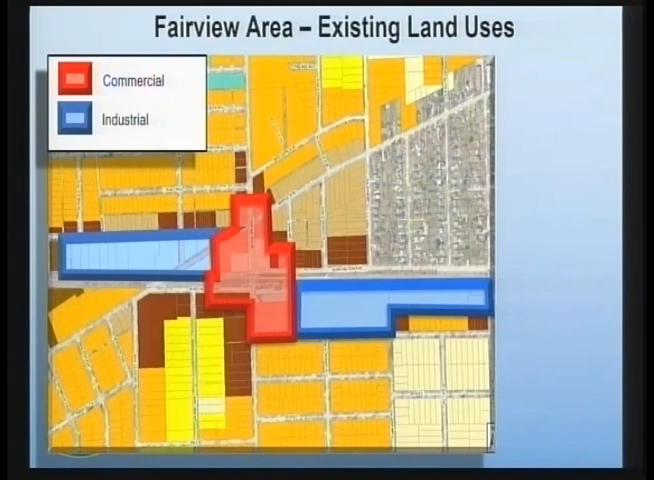 Fairview Area – Existing Land Uses
Commercial
Industrial